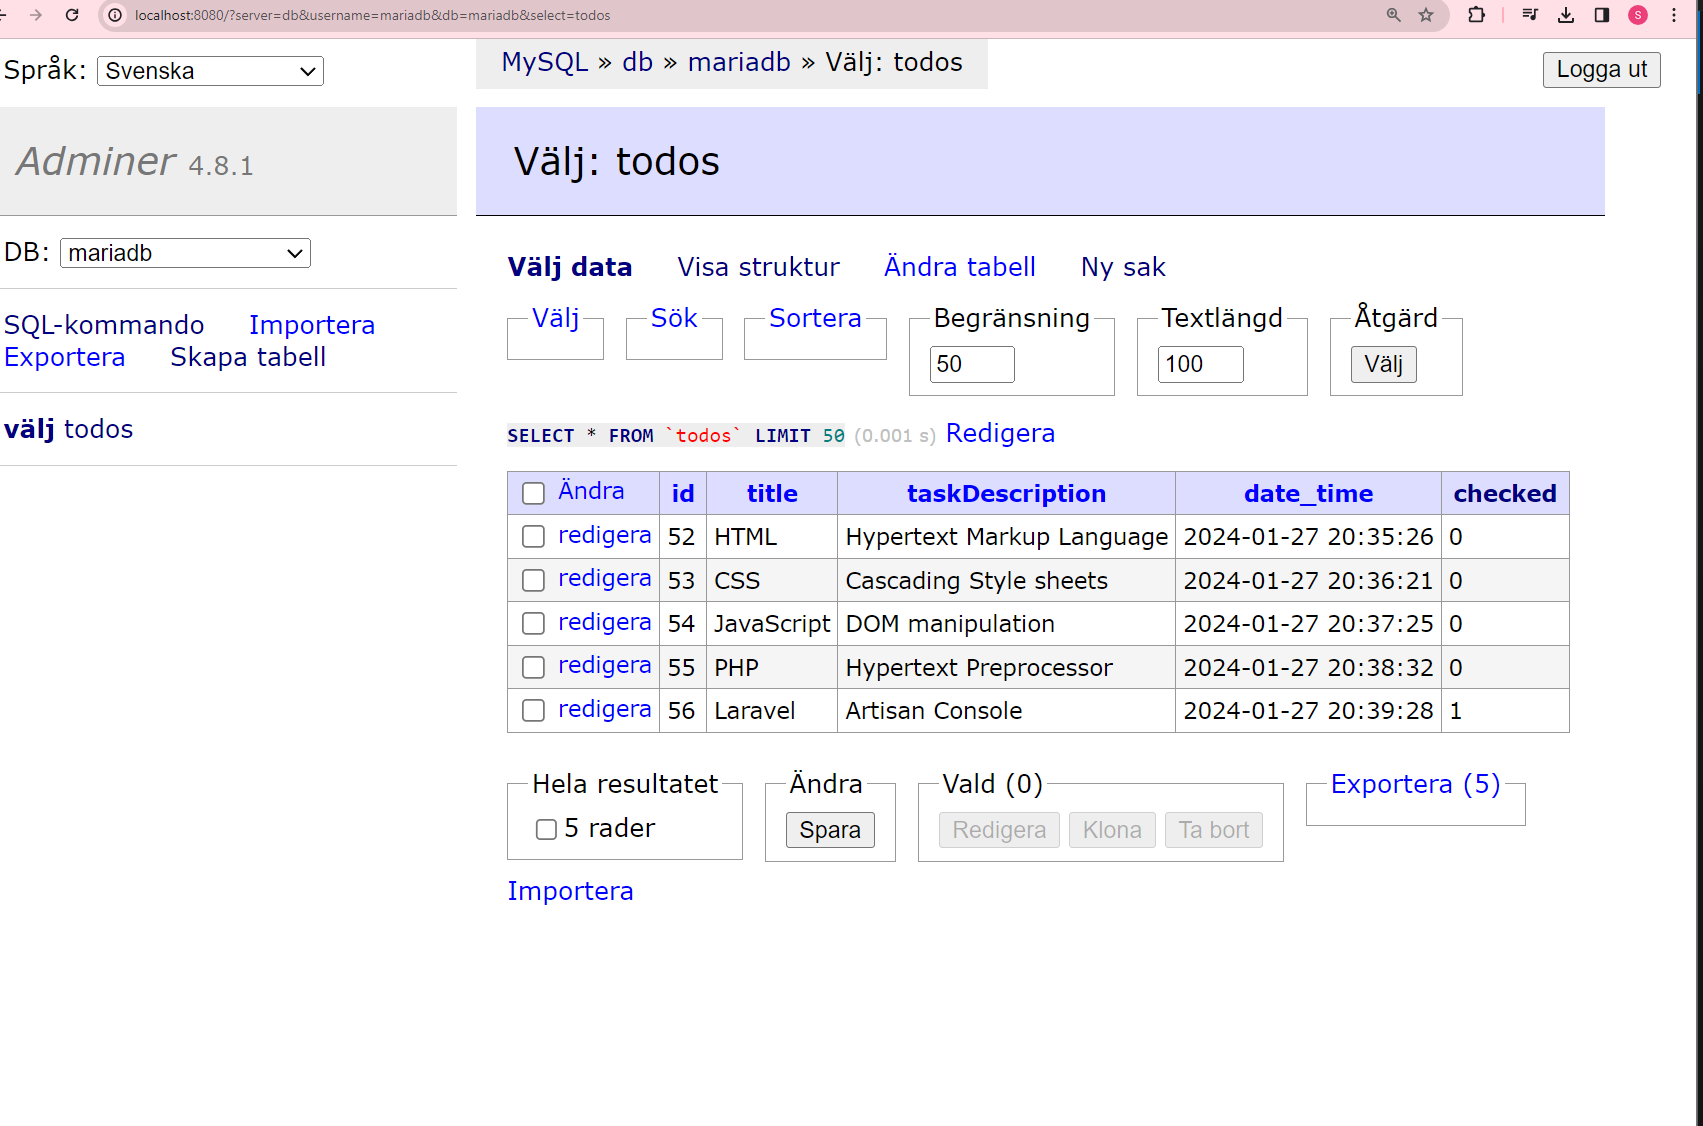 localhost:8080/?server=db&username=mariadb&db=mariadb&select=todos
S
Språk: Svenska
MySQL » db » mariadb » Välj: todos
Logga ut
Adminer 4.8.1
Välj: todos
DB: mariadb
Välj data Visa struktur Ändra tabell Ny sak
SQL-kommando Importera
Exportera Skapa tabell
Välj Sök Sortera Begränsning Textlängd Åtgärd
50 100 Välj
välj todos
SELECT * FROM `todos` LIMIT 50 (0.001 s) Redigera
Ändra id title taskDescription date_time checked
redigera 52 HTML Hypertext Markup Language 2024-01-27 20:35:26 0
redigera 53 CSS Cascading Style sheets 2024-01-27 20:36:21 0
redigera 54 JavaScript DOM manipulation 2024-01-27 20:37:25 0
redigera 55 PHP Hypertext Preprocessor 2024-01-27 20:38:32 0
redigera 56 Laravel Artisan Console 2024-01-27 20:39:28 1
Hela resultatet Ändra Vald (0) Exportera (5)
5 rader Spara Redigera Klona Ta bort
Importera